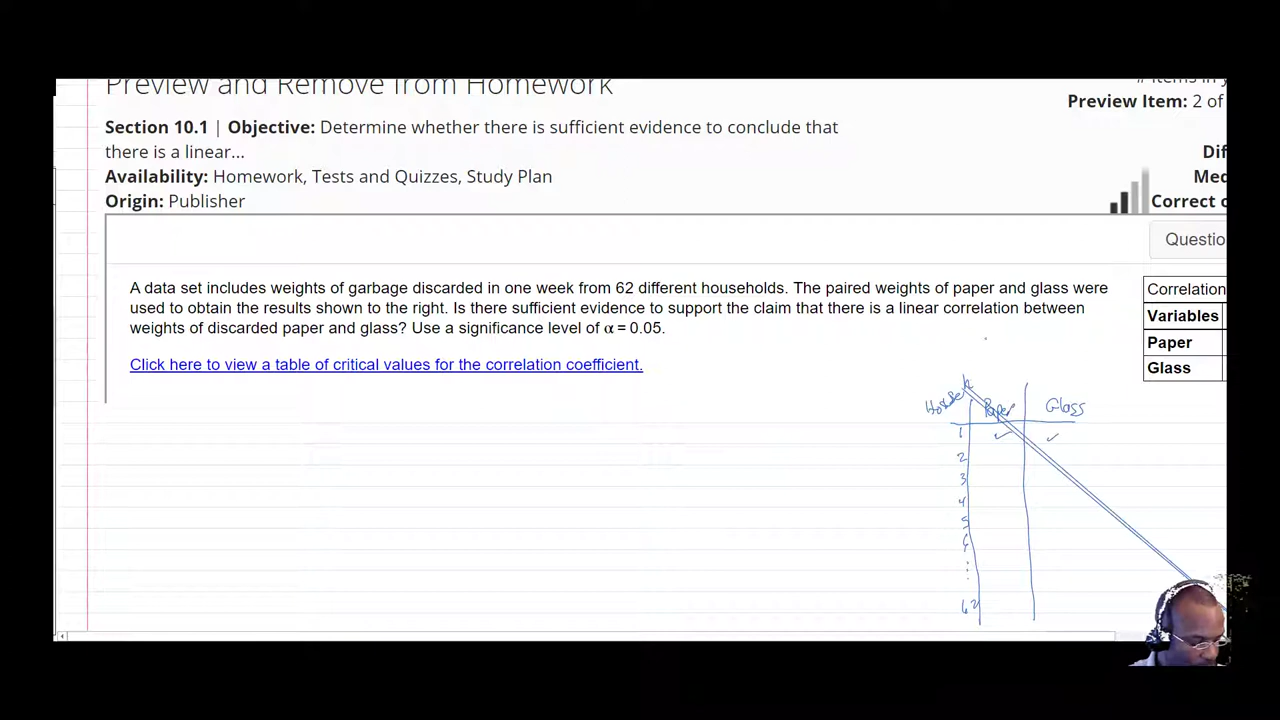 Preview and Remove from Homework
Preview Item: 2 of
Section 10.1 | Objective: Determine whether there is sufficient evidence to conclude that
there is a linear...
Availability: Homework, Tests and Quizzes, Study Plan
Origin: Publisher
Correct
Questio
A data set includes weights of garbage discarded in one week from 62 different households. The paired weights of paper and glass were
used to obtain the results shown to the right. Is there sufficient evidence to support the claim that there is a linear correlation between
weights of discarded paper and glass? Use a significance level of α = 0.05.
Click here to view a table of critical values for the correlation coefficient.
Correlation
Variables
Paper
Glass
House Paper Glass
1 ✓ ✓
2
3
4
5
6
⋮
62